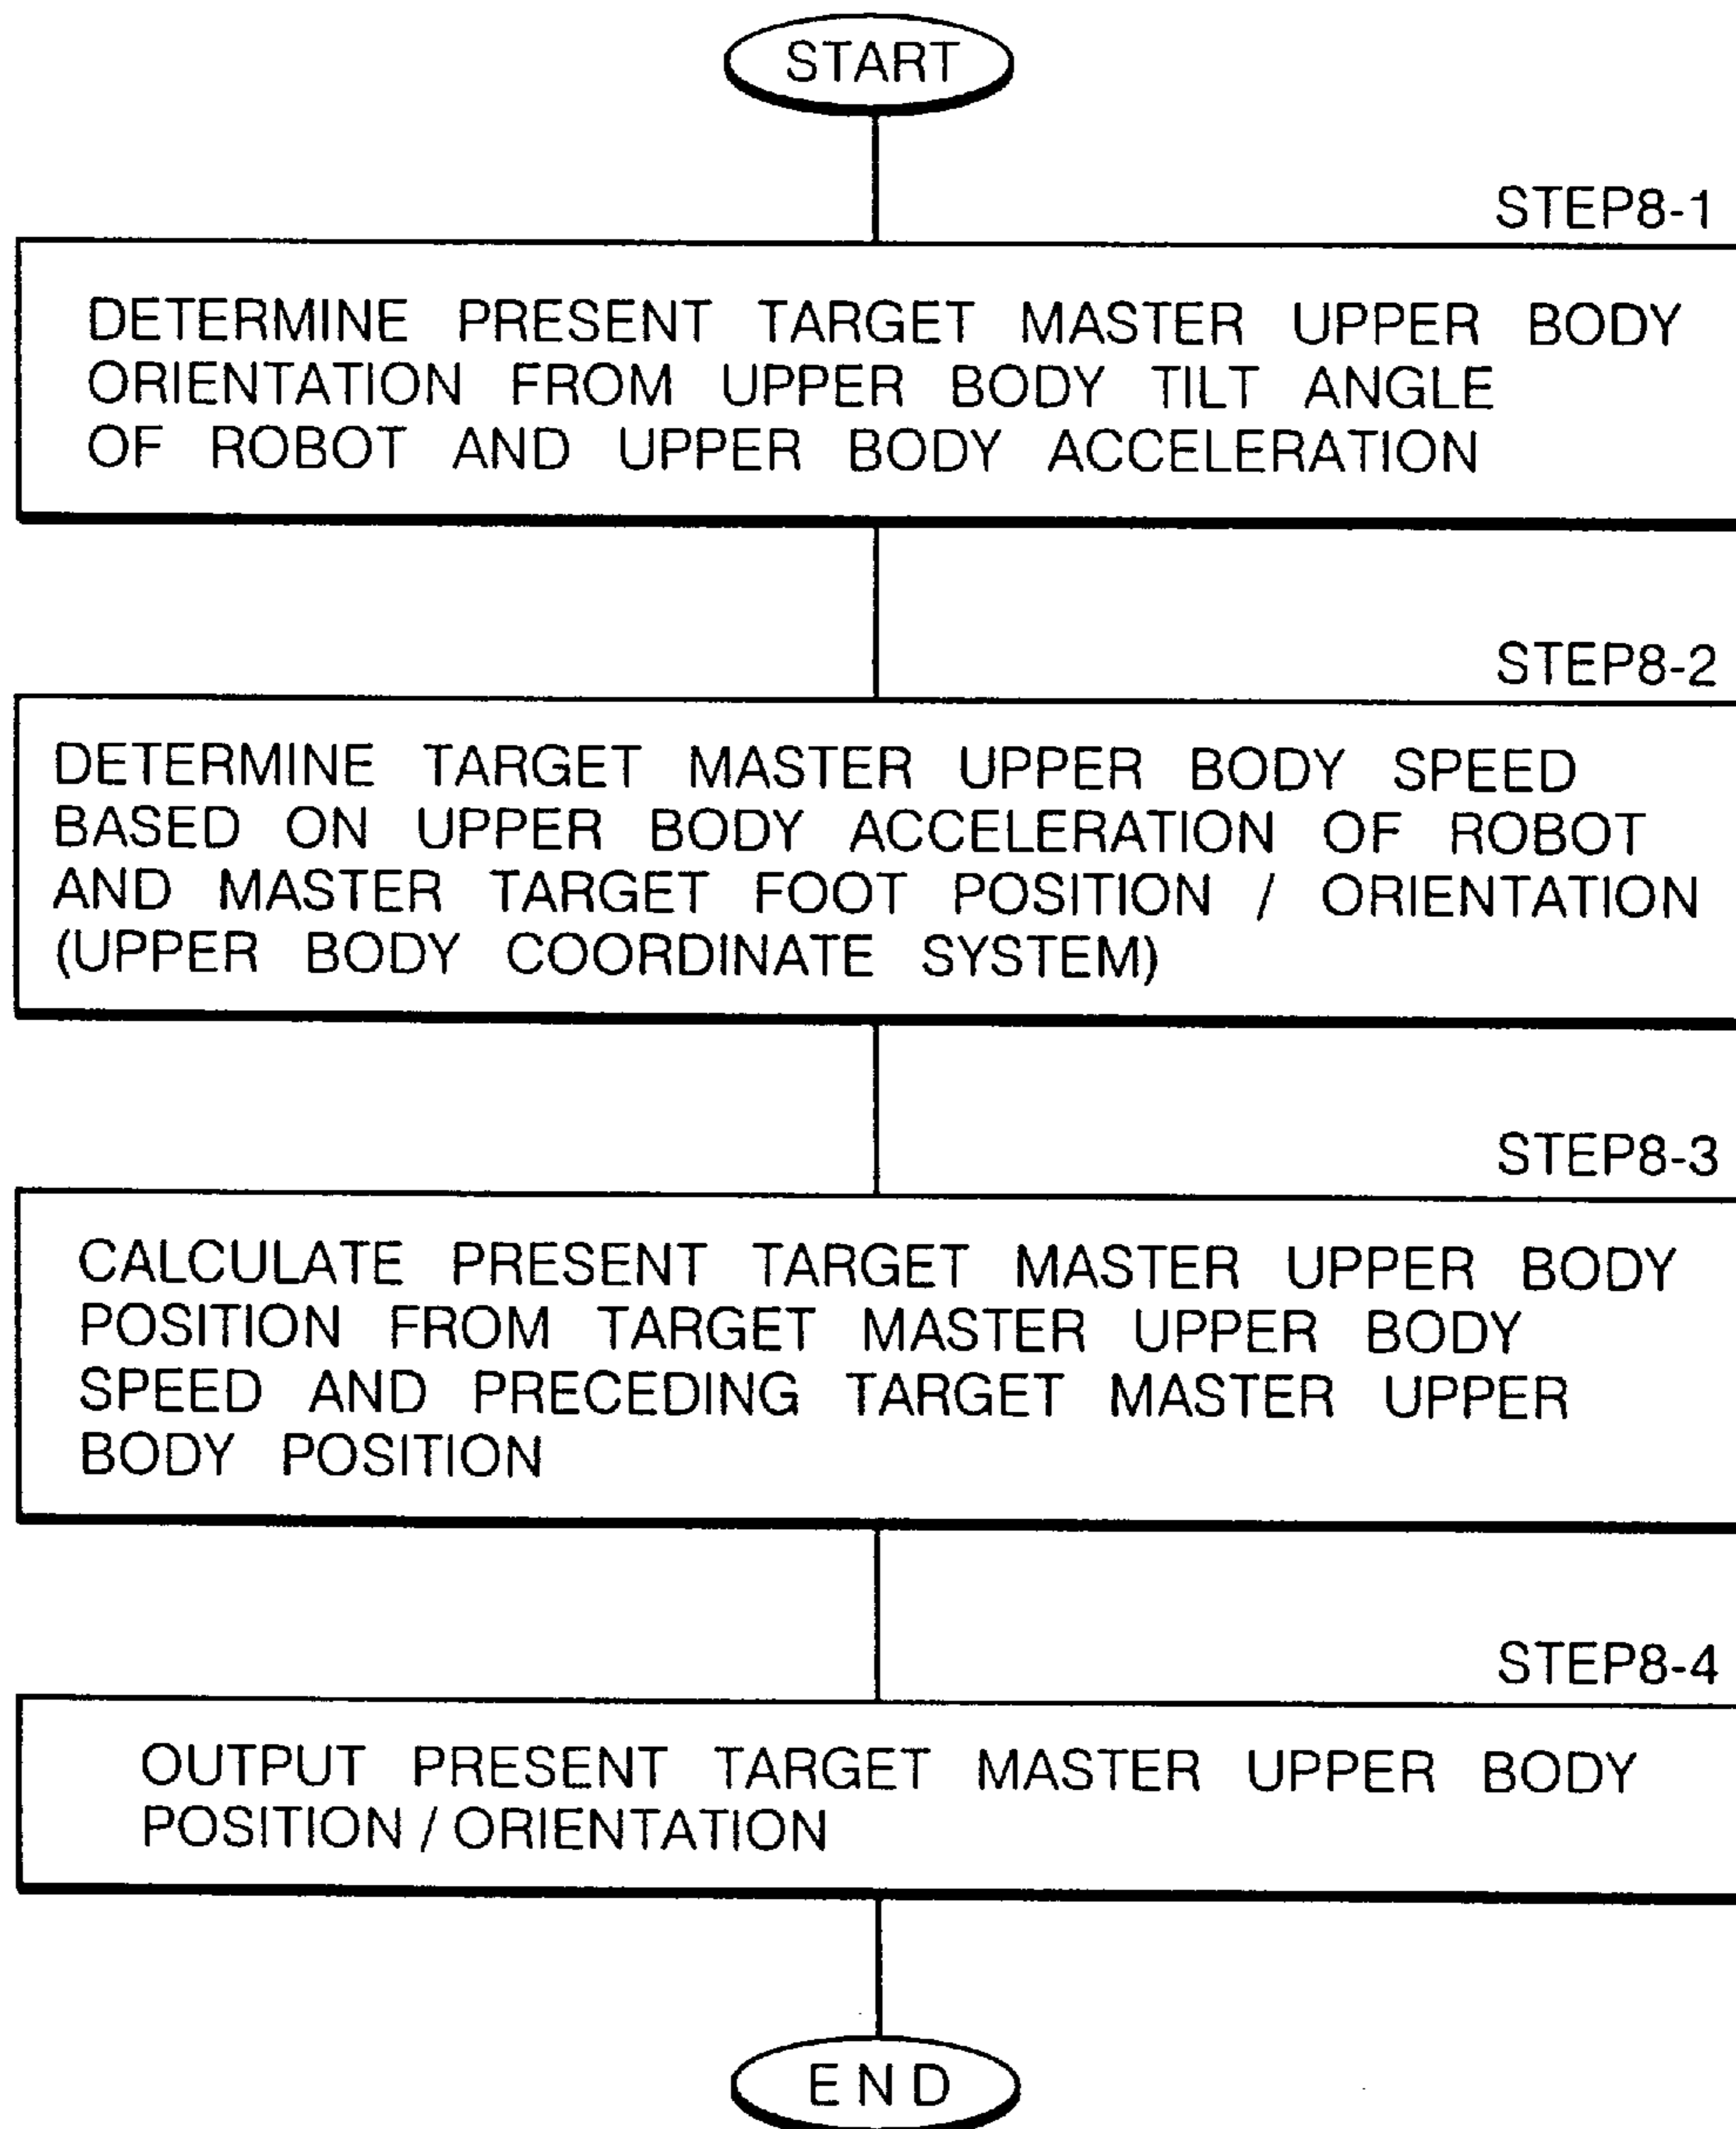 START
STEP8-1
DETERMINE PRESENT TARGET MASTER UPPER BODY
ORIENTATION FROM UPPER BODY TILT ANGLE
OF ROBOT AND UPPER BODY ACCELERATION
STEP8-2
DETERMINE TARGET MASTER UPPER BODY SPEED
BASED ON UPPER BODY ACCELERATION OF ROBOT
AND MASTER TARGET FOOT POSITION / ORIENTATION
(UPPER BODY COORDINATE SYSTEM)
STEP8-3
CALCULATE PRESENT TARGET MASTER UPPER BODY
POSITION FROM TARGET MASTER UPPER BODY
SPEED AND PRECEDING TARGET MASTER UPPER
BODY POSITION
STEP8-4
OUTPUT PRESENT TARGET MASTER UPPER BODY
POSITION / ORIENTATION
END